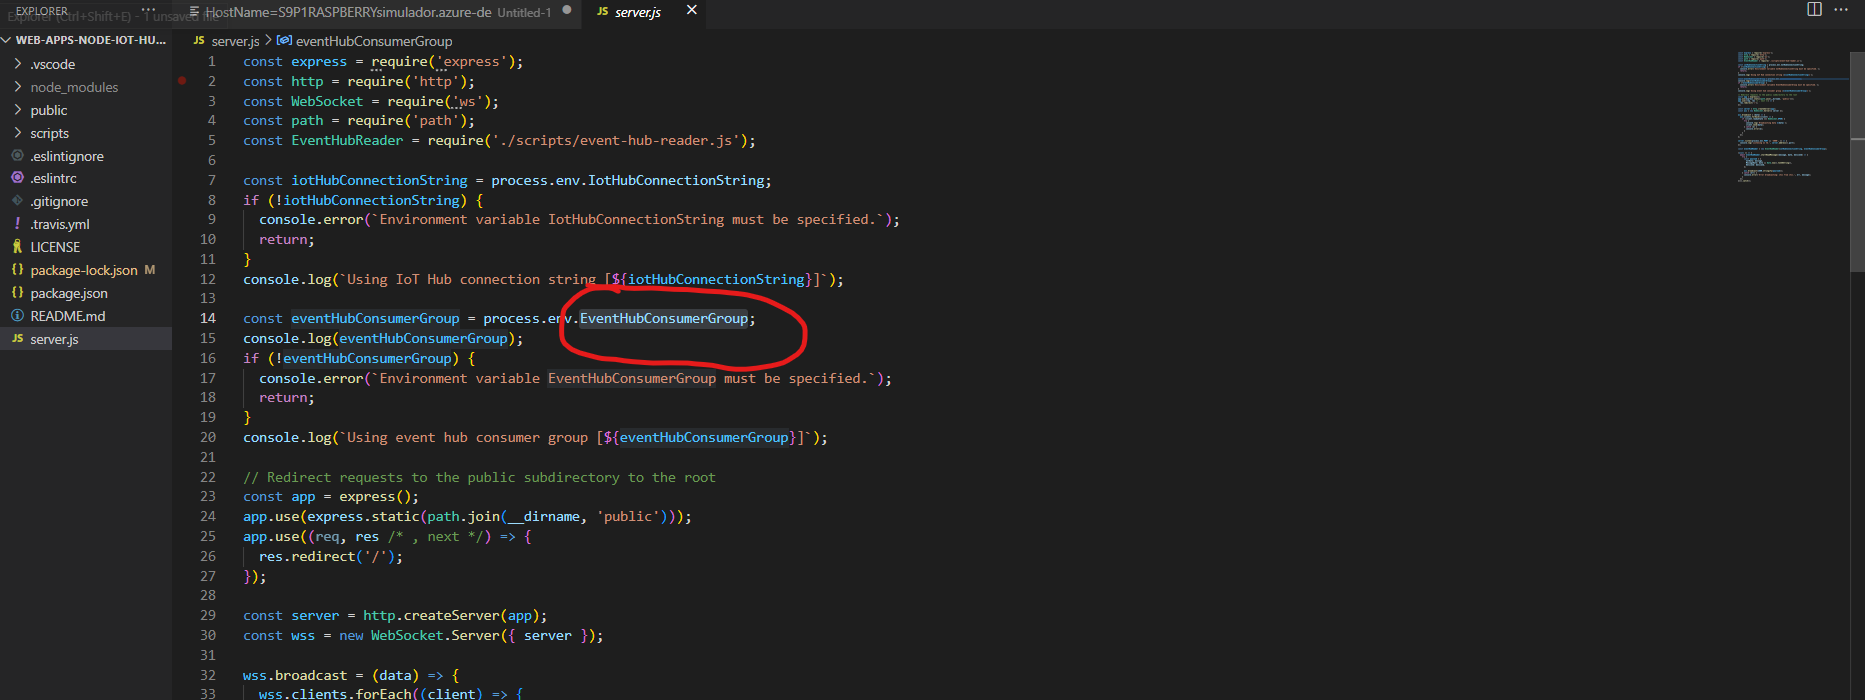 EXPLORER ···
Explorer (Ctrl+Shift+E) - 1 unsaved file
HostName=S9P1RASPBERRYsimulador.azure-de Untitled-1
JS server.js
WEB-APPS-NODE-IOT-HU...
JS server.js > eventHubConsumerGroup
.vscode
node_modules
public
scripts
.eslintignore
.eslintrc
.gitignore
! .travis.yml
LICENSE
{} package-lock.json M
{} package.json
README.md
JS server.js
1 const express = require('express');
2 const http = require('http');
3 const WebSocket = require('ws');
4 const path = require('path');
5 const EventHubReader = require('./scripts/event-hub-reader.js');
6
7 const iotHubConnectionString = process.env.IotHubConnectionString;
8 if (!iotHubConnectionString) {
9 console.error(`Environment variable IotHubConnectionString must be specified.`);
10 return;
11 }
12 console.log(`Using IoT Hub connection string [${iotHubConnectionString}]`);
13
14 const eventHubConsumerGroup = process.env.EventHubConsumerGroup;
15 console.log(eventHubConsumerGroup);
16 if (!eventHubConsumerGroup) {
17 console.error(`Environment variable EventHubConsumerGroup must be specified.`);
18 return;
19 }
20 console.log(`Using event hub consumer group [${eventHubConsumerGroup}]`);
21
22 // Redirect requests to the public subdirectory to the root
23 const app = express();
24 app.use(express.static(path.join(__dirname, 'public')));
25 app.use((req, res /* , next */) => {
26 res.redirect('/');
27 });
28
29 const server = http.createServer(app);
30 const wss = new WebSocket.Server({ server });
31
32 wss.broadcast = (data) => {
33 wss.clients.forEach((client) => {